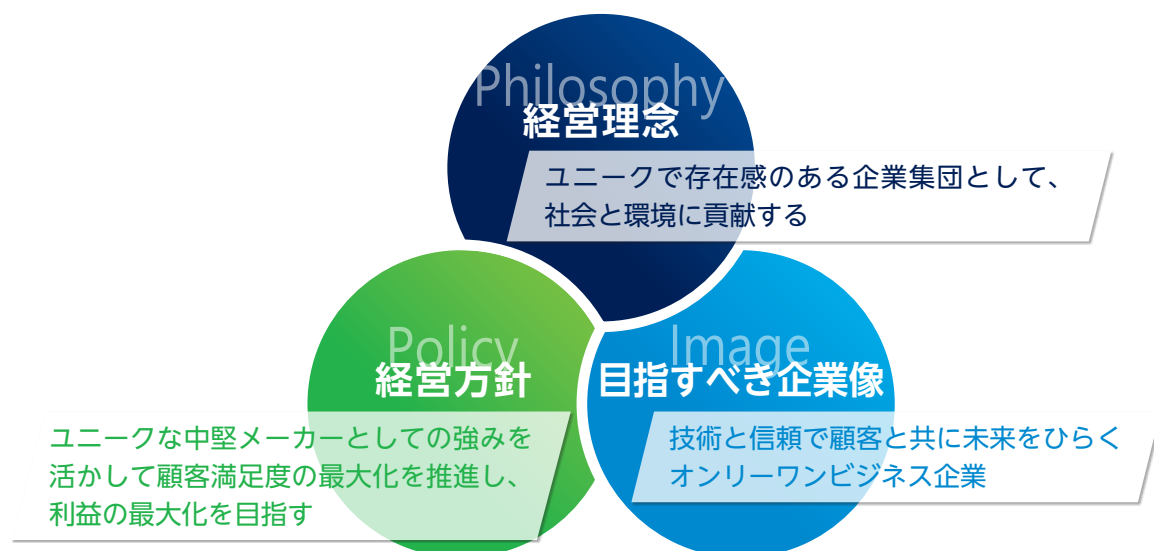 Philosophy
経営理念
ユニークで存在感のある企業集団として、
社会と環境に貢献する
Policy
経営方針
ユニークな中堅メーカーとしての強みを
活かして顧客満足度の最大化を推進し、
利益の最大化を目指す
Image
目指すべき企業像
技術と信頼で顧客と共に未来をひらく
オンリーワンビジネス企業